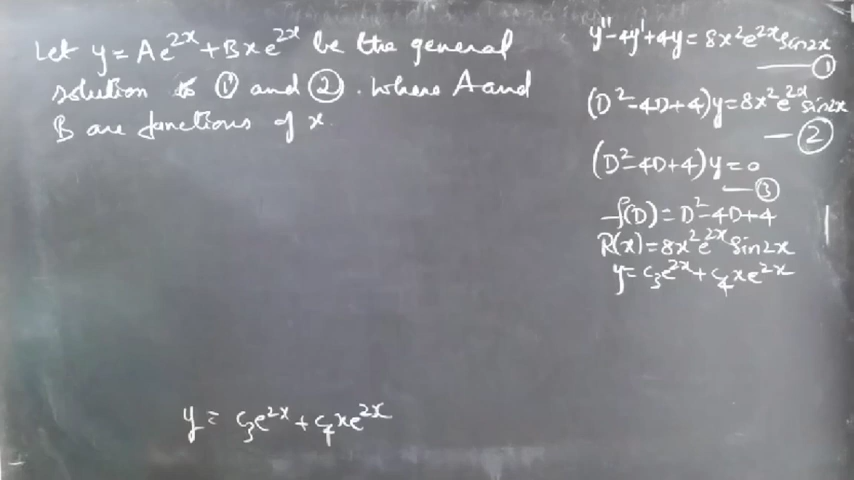 Let y = Ae^{2x} + Bxe^{2x} be the general
solution ① and ②. where A and
B are functions of x
y = c₃e^{2x} + c₄xe^{2x}
y'' - 4y' + 4y = 8x²e^{2x} sin2x
— ①
(D² - 4D + 4)y = 8x²e^{2x} sin2x
— ②
(D² - 4D + 4)y = 0
— ③
f(D) = D² - 4D + 4
R(x) = 8x²e^{2x} sin2x
y = c₃e^{2x} + c₄xe^{2x}